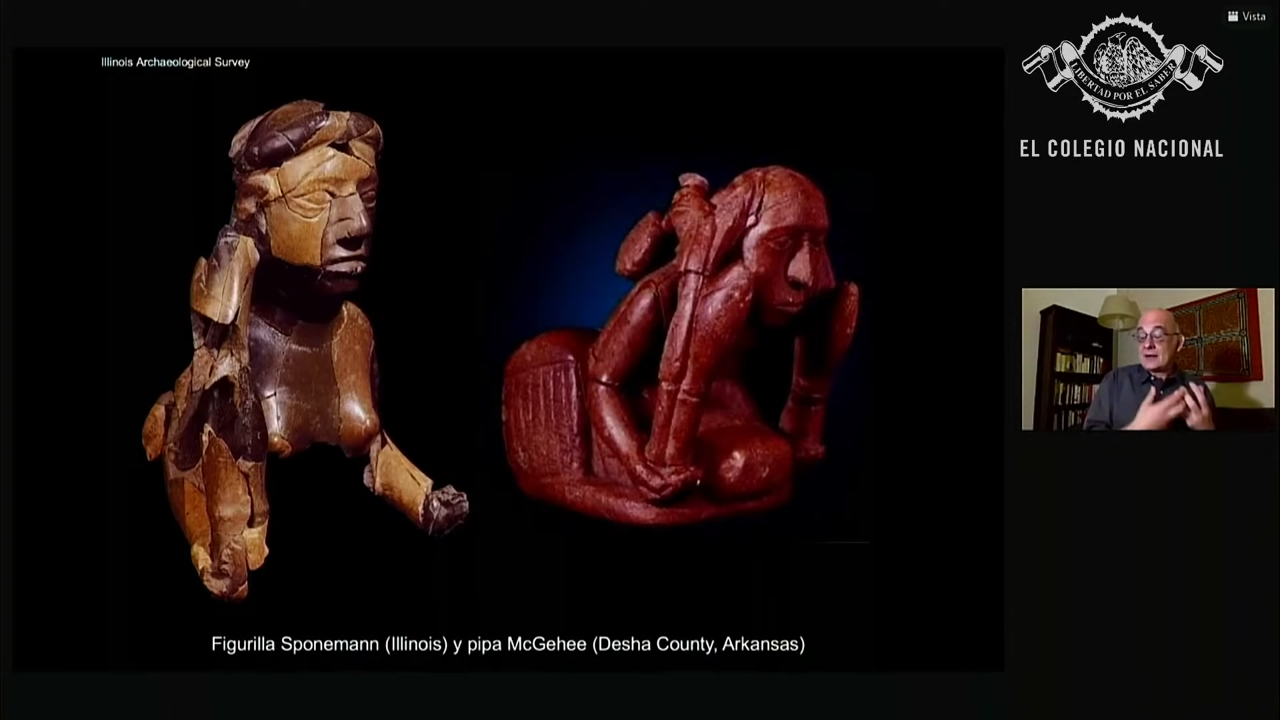 Vista
Illinois Archaeological Survey
LIBERTAD POR EL SABER
EL COLEGIO NACIONAL
Figurilla Sponemann (Illinois) y pipa McGehee (Desha County, Arkansas)